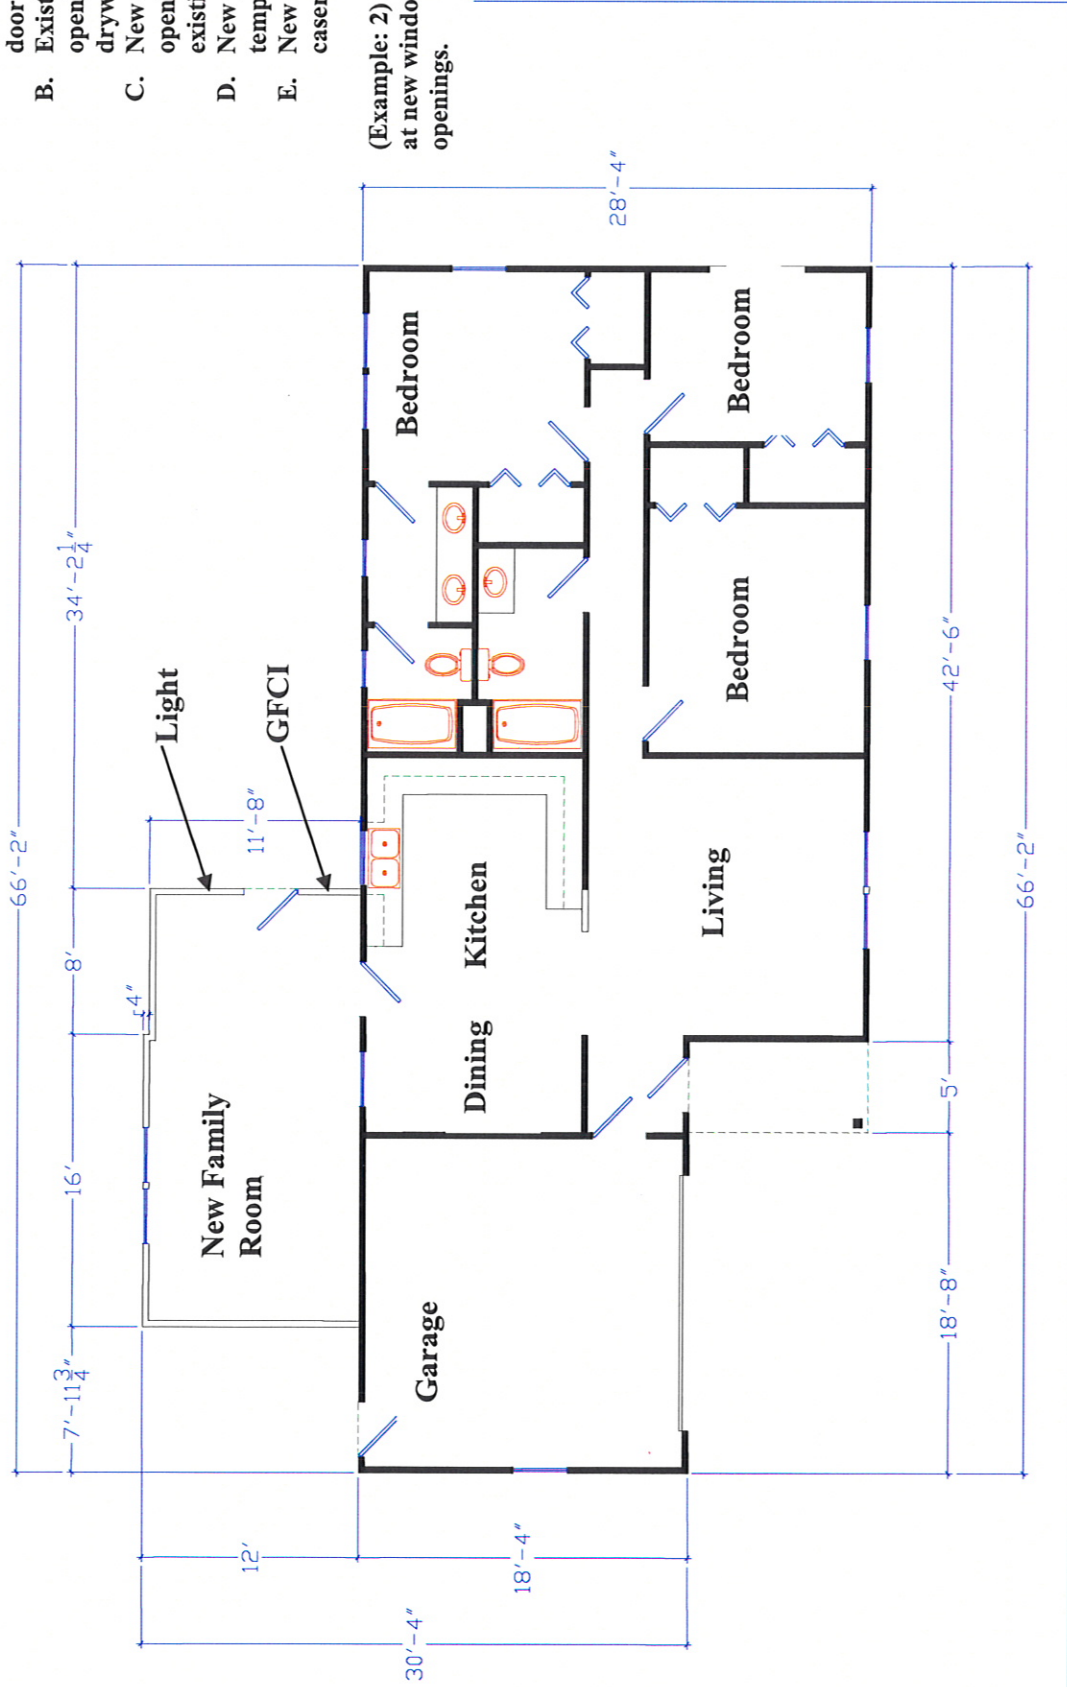 door
B. Exist
open
dryw
C. New
open
existi
D. New
temp
E. New
caser
(Example: 2)
at new windo
openings.
66'-2"
7'-11 3/4"
16'
8'
34'-2 1/4"
4"
11'-8"
Light
GFCI
12'
18'-4"
30'-4"
28'-4"
New Family
Room
Garage
Dining
Kitchen
Living
Bedroom
Bedroom
Bedroom
18'-8"
5'
42'-6"
66'-2"